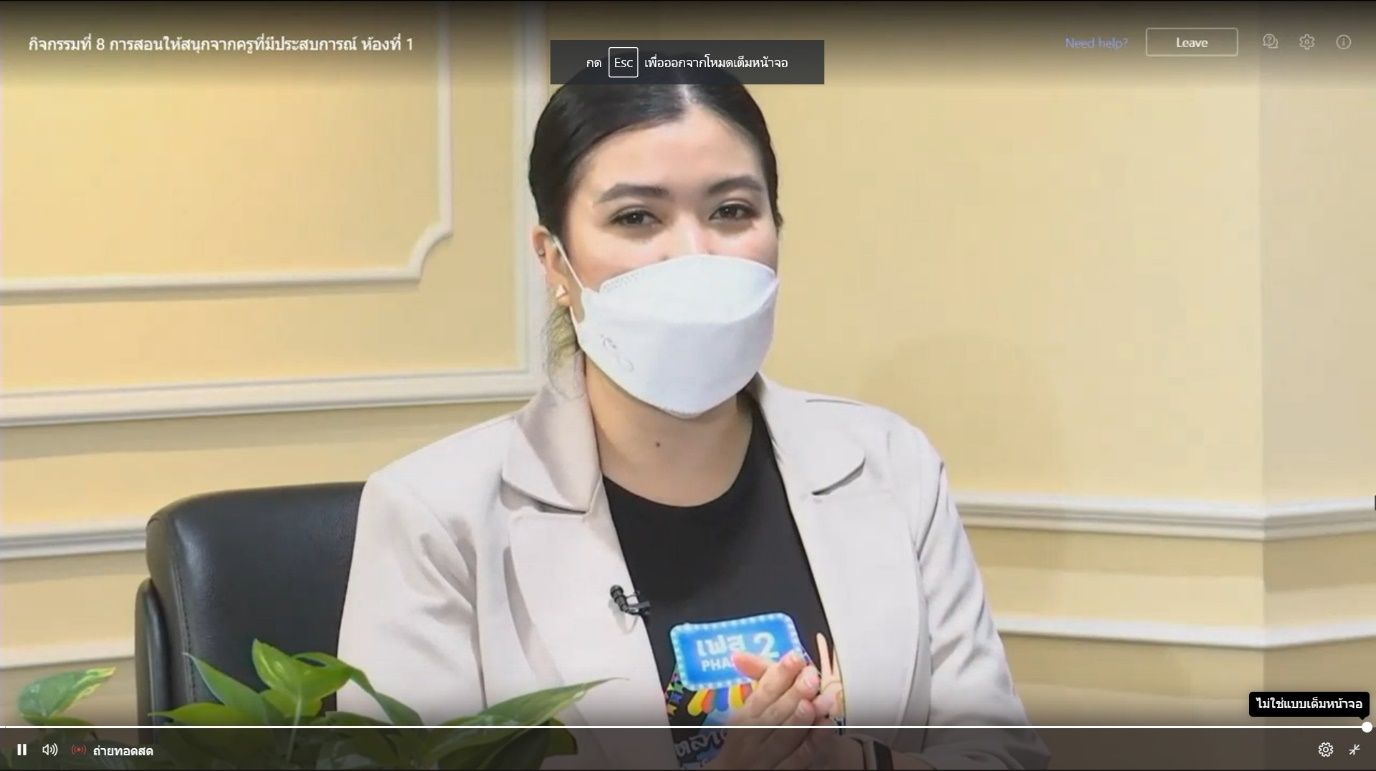 กิจกรรมที่ 8 การสอนให้สนุกจากครูที่มีประสบการณ์ ห้องที่ 1
Need help?
Leave
กด Esc เพื่อออกจากโหมดเต็มหน้าจอ
เฟส 2
ไม่ใช่แบบเต็มหน้าจอ
ถ่ายทอดสด